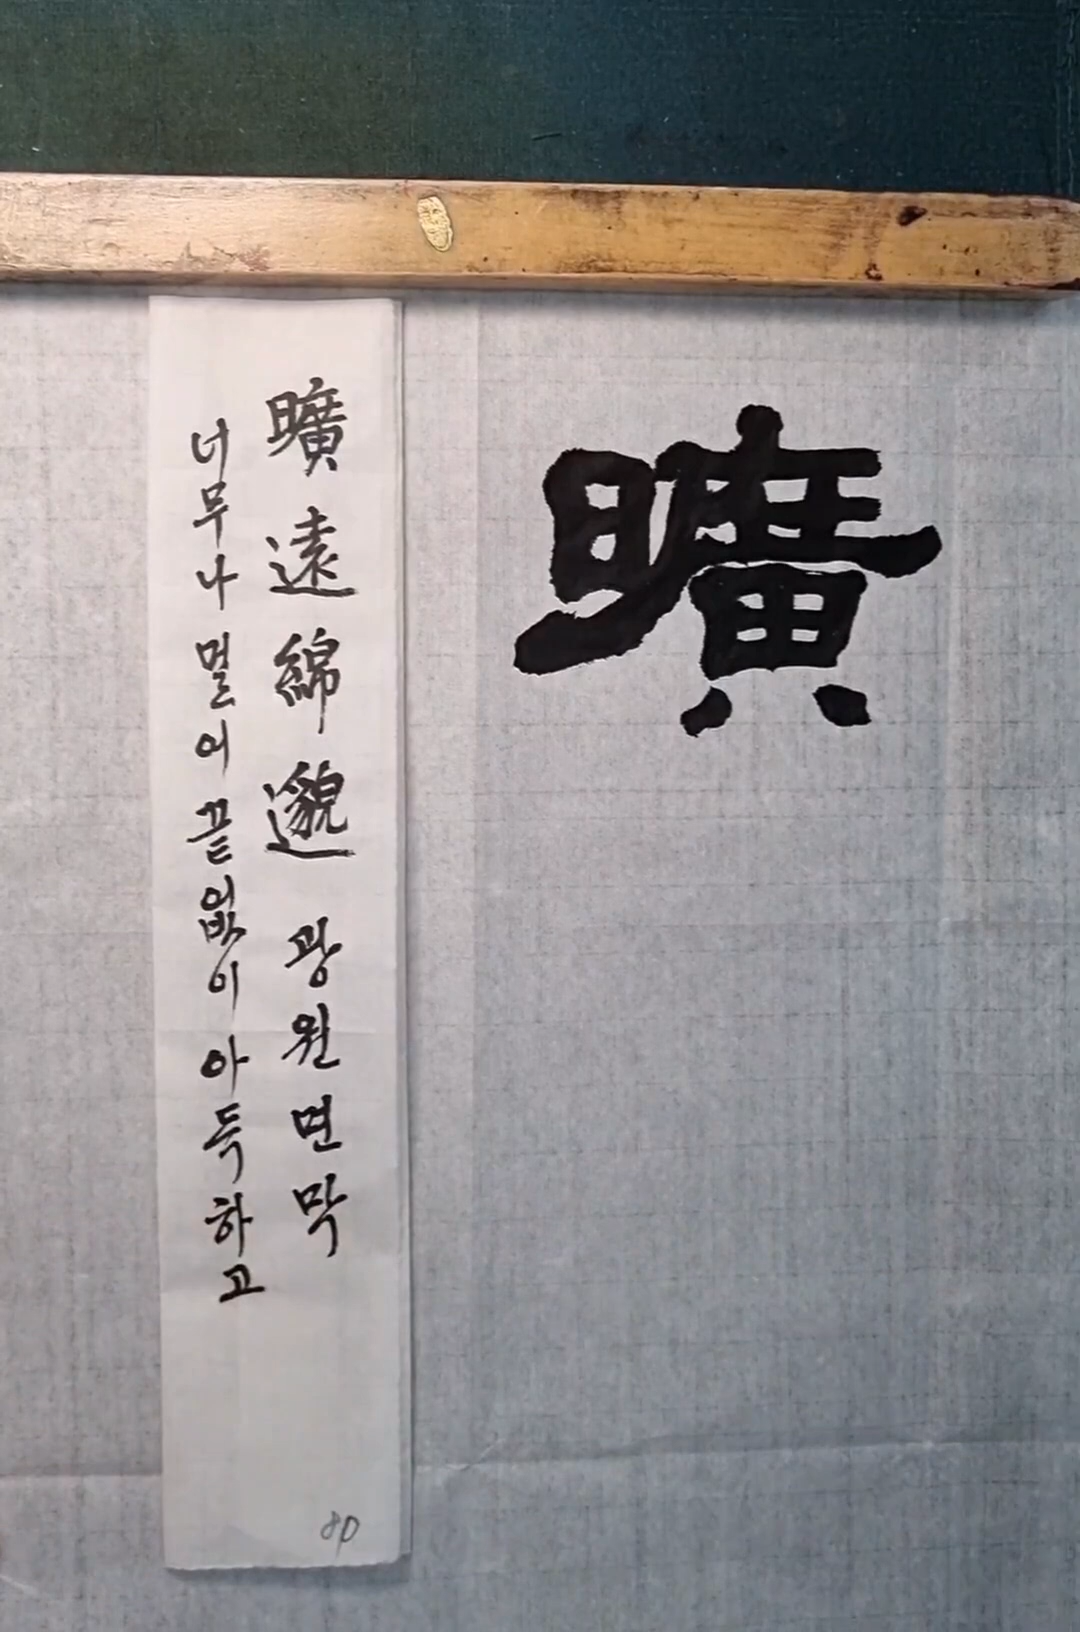 曠
曠遠綿邈 광원면막
너무나 멀어 끝없이 아득하고
8p